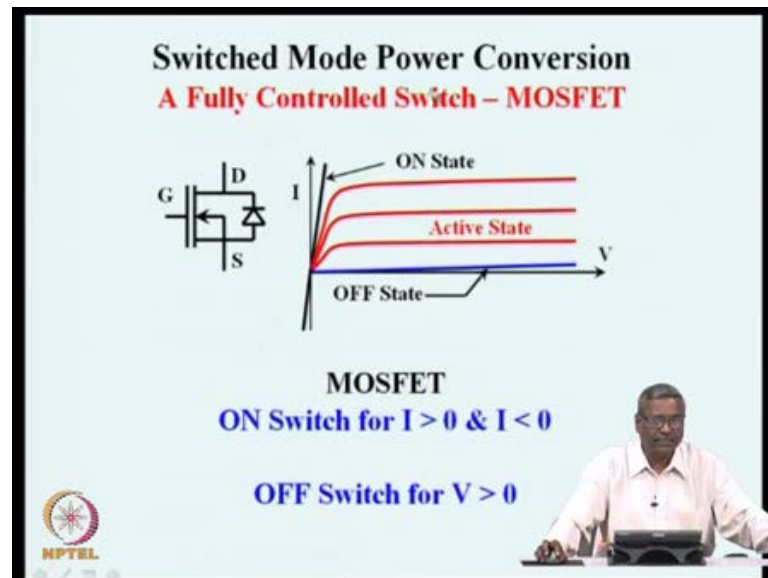 Switched Mode Power Conversion
A Fully Controlled Switch – MOSFET
D
G
S
I
ON State
Active State
V
OFF State
MOSFET
ON Switch for I > 0 & I < 0
OFF Switch for V > 0
NPTEL